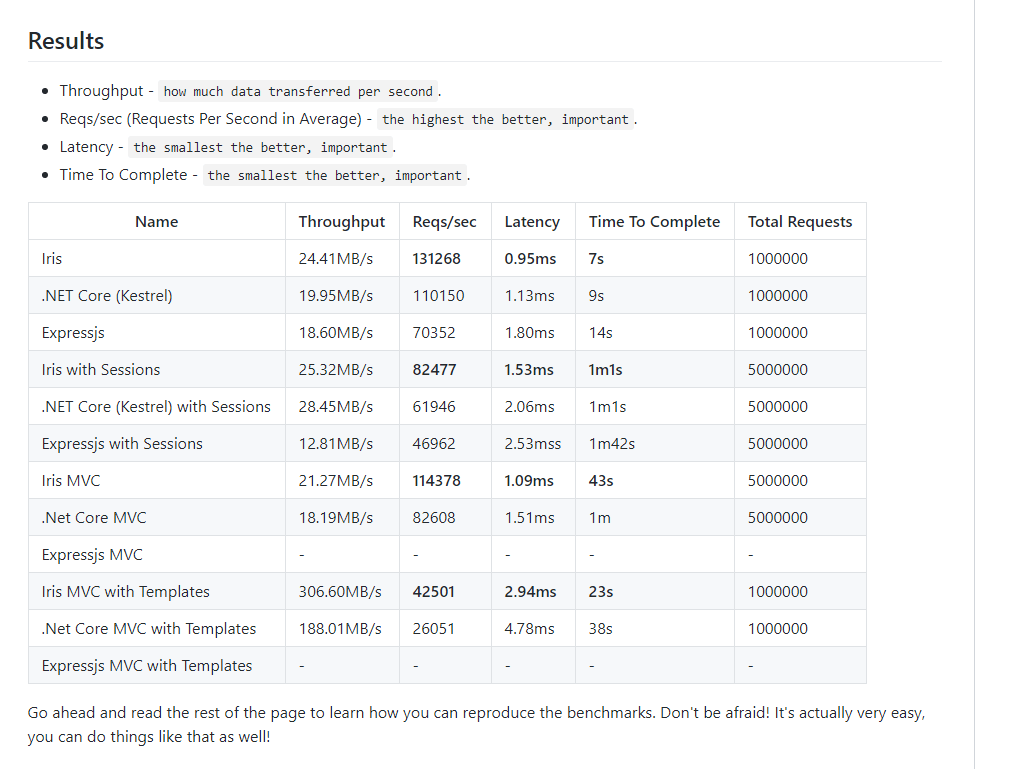 Results
• Throughput - how much data transferred per second.
• Reqs/sec (Requests Per Second in Average) - the highest the better, important.
• Latency - the smallest the better, important.
• Time To Complete - the smallest the better, important.
Name Throughput Reqs/sec Latency Time To Complete Total Requests
Iris 24.41MB/s 131268 0.95ms 7s 1000000
.NET Core (Kestrel) 19.95MB/s 110150 1.13ms 9s 1000000
Expressjs 18.60MB/s 70352 1.80ms 14s 1000000
Iris with Sessions 25.32MB/s 82477 1.53ms 1m1s 5000000
.NET Core (Kestrel) with Sessions 28.45MB/s 61946 2.06ms 1m1s 5000000
Expressjs with Sessions 12.81MB/s 46962 2.53mss 1m42s 5000000
Iris MVC 21.27MB/s 114378 1.09ms 43s 5000000
.Net Core MVC 18.19MB/s 82608 1.51ms 1m 5000000
Expressjs MVC - - - - -
Iris MVC with Templates 306.60MB/s 42501 2.94ms 23s 1000000
.Net Core MVC with Templates 188.01MB/s 26051 4.78ms 38s 1000000
Expressjs MVC with Templates - - - - -
Go ahead and read the rest of the page to learn how you can reproduce the benchmarks. Don't be afraid! It's actually very easy,
you can do things like that as well!